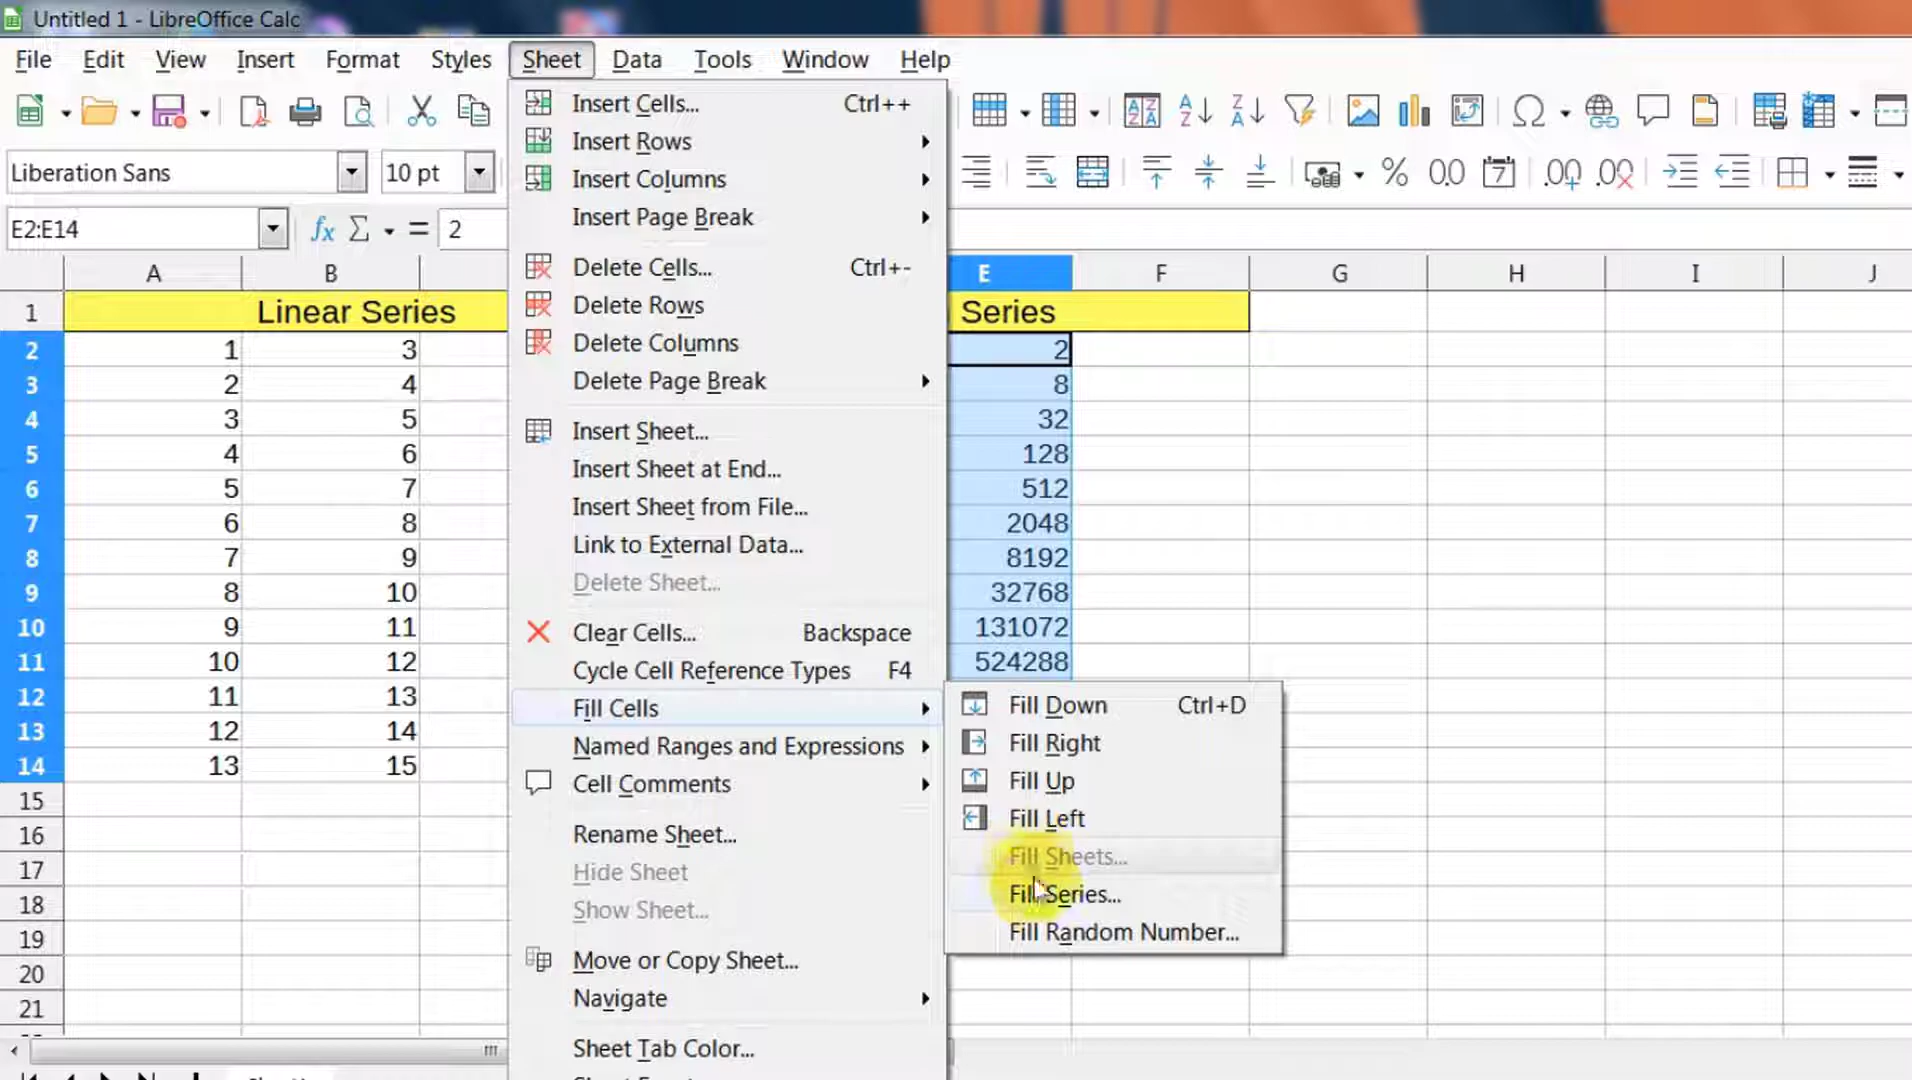 Untitled 1 - LibreOffice Calc
File Edit View Insert Format Styles Sheet Data Tools Window Help
Liberation Sans 10 pt % 0.0 7 .00 .00
E2:E14 fx Σ = 2
A B E F G H I J
1 Linear Series Series
2 1 3 2
3 2 4 8
4 3 5 32
5 4 6 128
6 5 7 512
7 6 8 2048
8 7 9 8192
9 8 10 32768
10 9 11 131072
11 10 12 524288
12 11 13
13 12 14
14 13 15
15
16
17
18
19
20
21
Insert Cells... Ctrl++
Insert Rows
Insert Columns
Insert Page Break
Delete Cells... Ctrl+-
Delete Rows
Delete Columns
Delete Page Break
Insert Sheet...
Insert Sheet at End...
Insert Sheet from File...
Link to External Data...
Delete Sheet...
Clear Cells... Backspace
Cycle Cell Reference Types F4
Fill Cells
Named Ranges and Expressions
Cell Comments
Rename Sheet...
Hide Sheet
Show Sheet...
Move or Copy Sheet...
Navigate
Sheet Tab Color...
Fill Down Ctrl+D
Fill Right
Fill Up
Fill Left
Fill Sheets...
Fill Series...
Fill Random Number...